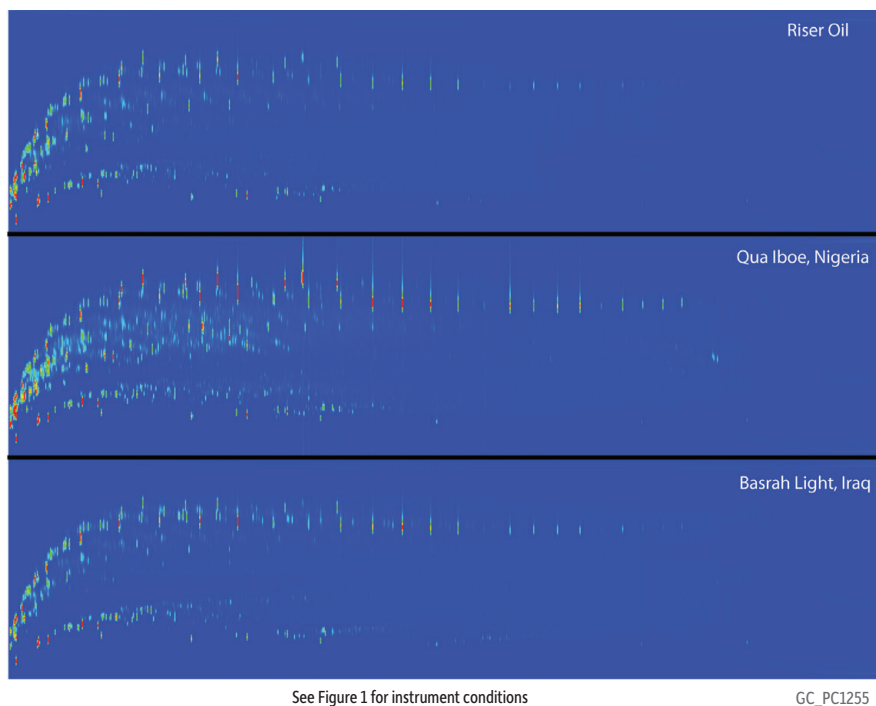 Riser Oil
Qua Iboe, Nigeria
Basrah Light, Iraq
See Figure 1 for instrument conditions
GC_PC1255